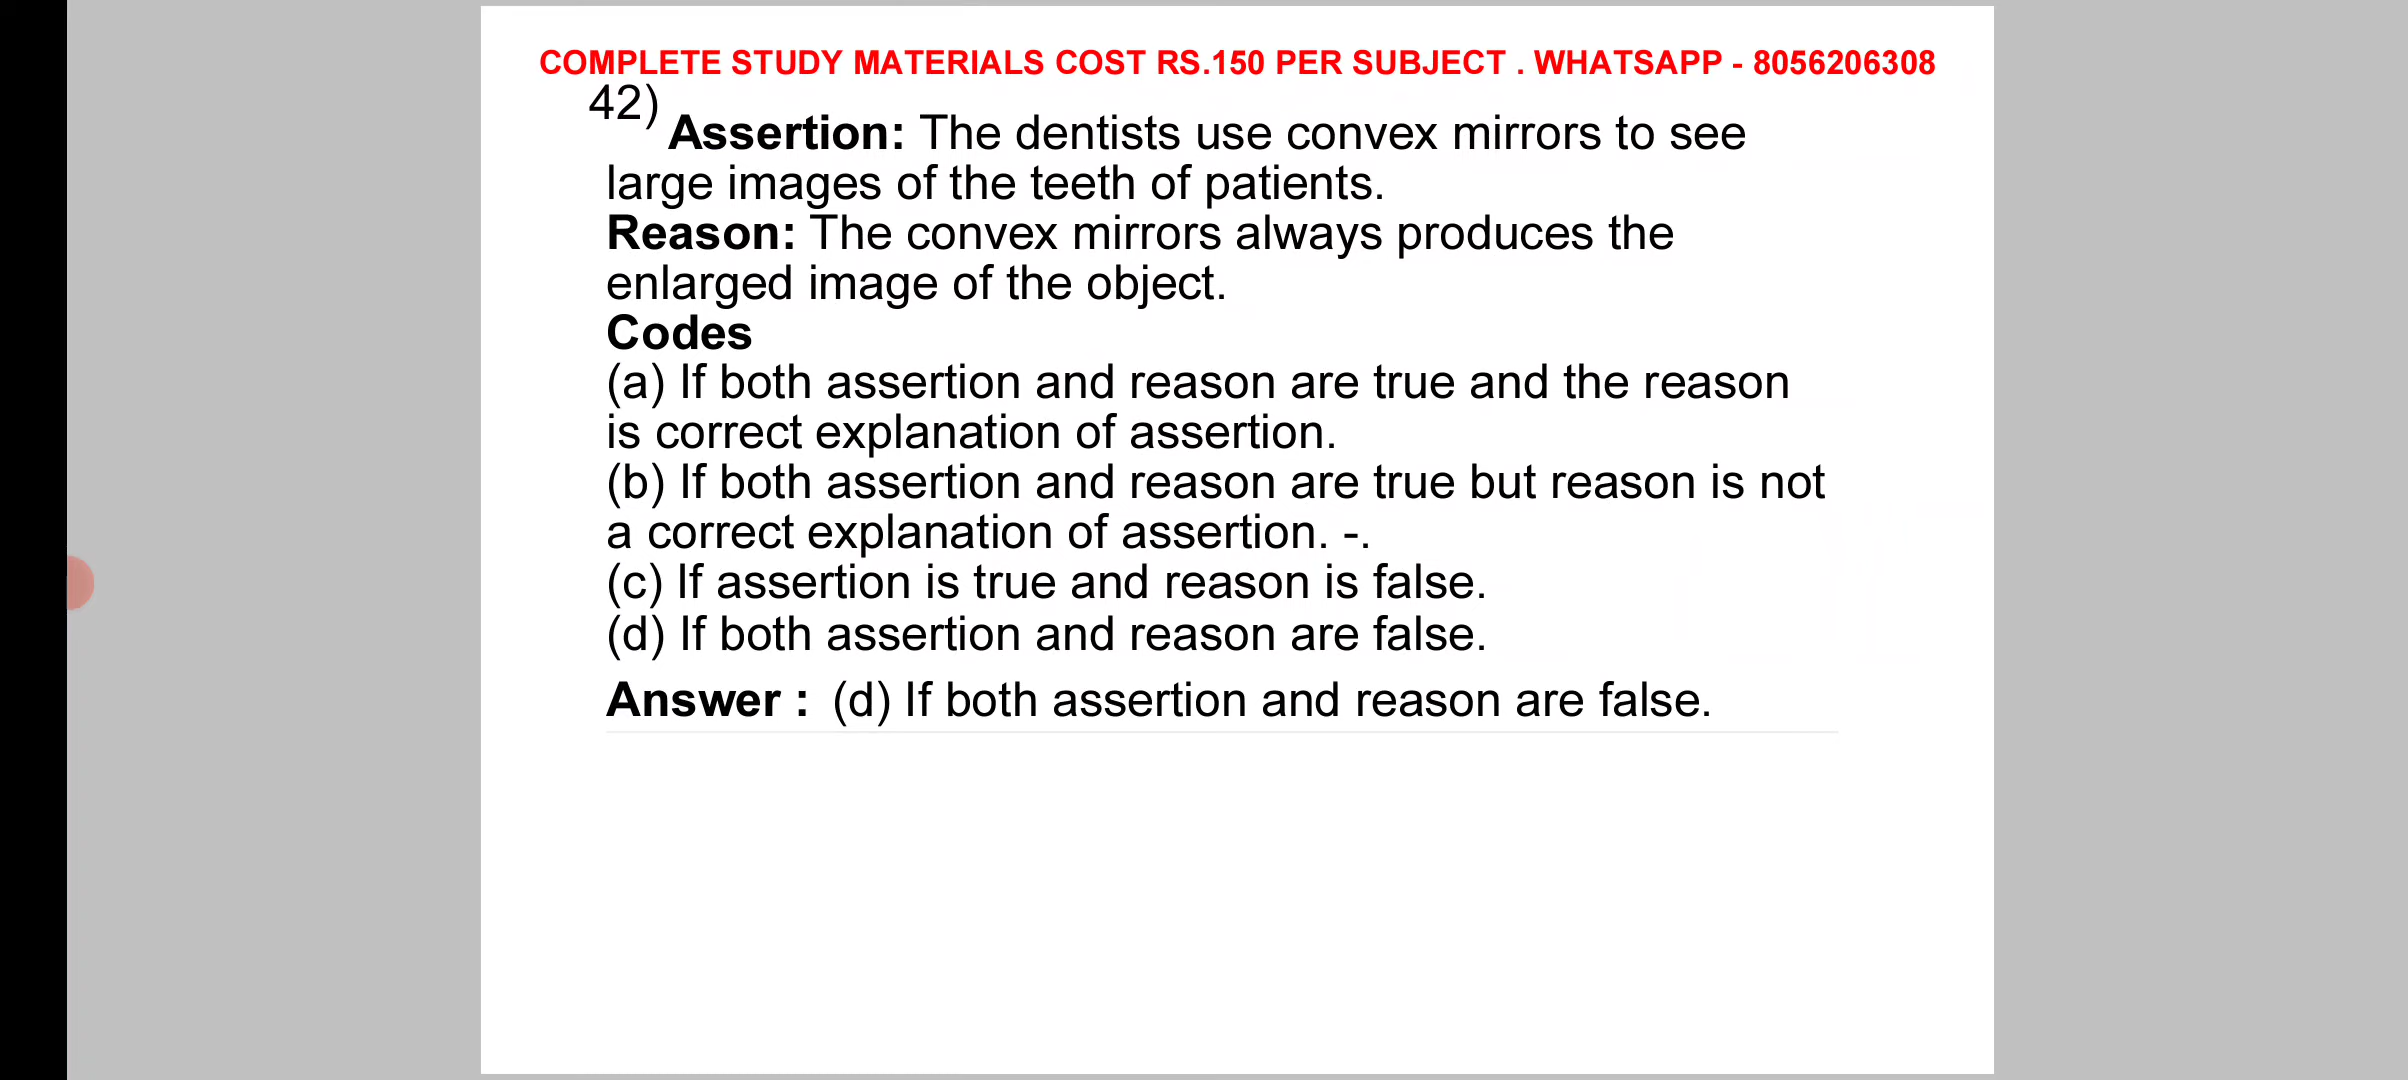 COMPLETE STUDY MATERIALS COST RS.150 PER SUBJECT . WHATSAPP - 8056206308
42)
Assertion: The dentists use convex mirrors to see
large images of the teeth of patients.
Reason: The convex mirrors always produces the
enlarged image of the object.
Codes
(a) If both assertion and reason are true and the reason
is correct explanation of assertion.
(b) If both assertion and reason are true but reason is not
a correct explanation of assertion. -.
(c) If assertion is true and reason is false.
(d) If both assertion and reason are false.
Answer : (d) If both assertion and reason are false.